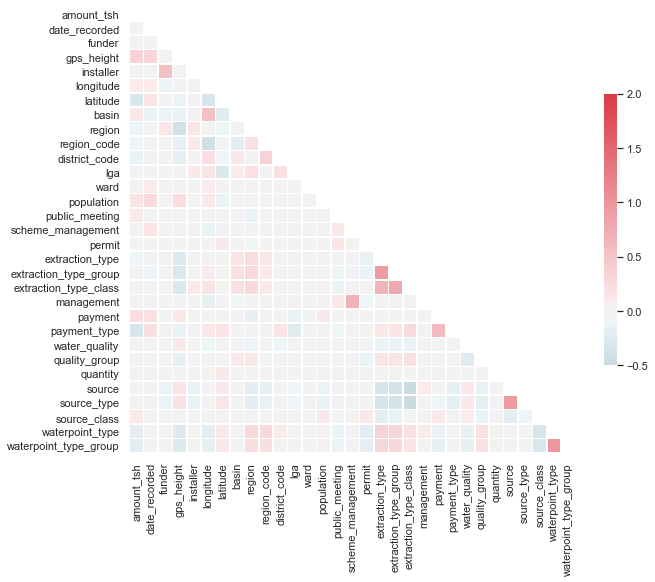 amount_tsh
date_recorded
funder
gps_height
installer
longitude
latitude
basin
region
region_code
district_code
lga
ward
population
public_meeting
scheme_management
permit
extraction_type
extraction_type_group
extraction_type_class
management
payment
payment_type
water_quality
quality_group
quantity
source
source_type
source_class
waterpoint_type
waterpoint_type_group
2.0
1.5
1.0
0.5
0.0
−0.5
amount_tsh
date_recorded
funder
gps_height
installer
longitude
latitude
basin
region
region_code
district_code
lga
ward
population
public_meeting
scheme_management
permit
extraction_type
extraction_type_group
extraction_type_class
management
payment
payment_type
water_quality
quality_group
quantity
source
source_type
source_class
waterpoint_type
waterpoint_type_group